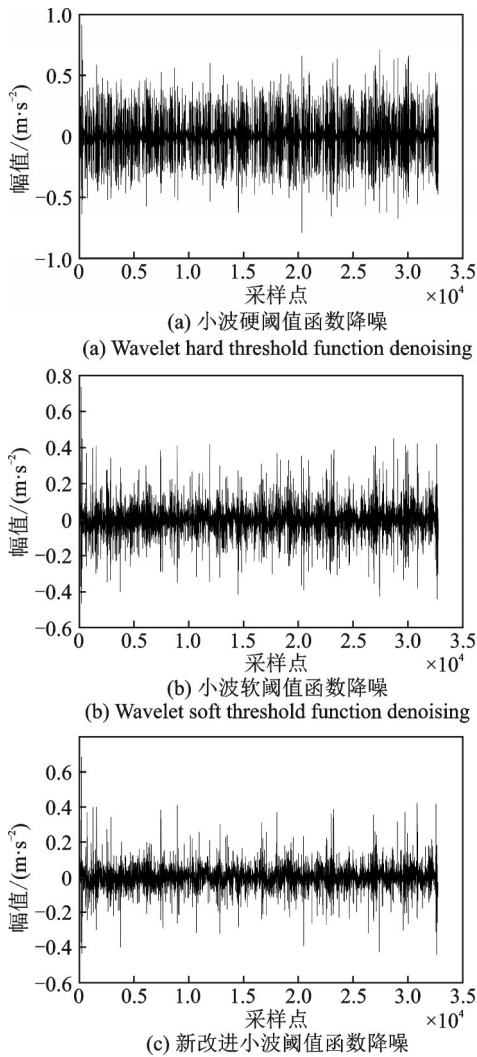 1.0
0.5
0
−0.5
−1.0
幅值/(m·s⁻²)
0 0.5 1.0 1.5 2.0 2.5 3.0 3.5
采样点 ×10⁴
(a) 小波硬阈值函数降噪
(a) Wavelet hard threshold function denoising
0.8
0.6
0.4
0.2
0
−0.2
−0.4
−0.6
幅值/(m·s⁻²)
0 0.5 1.0 1.5 2.0 2.5 3.0 3.5
采样点 ×10⁴
(b) 小波软阈值函数降噪
(b) Wavelet soft threshold function denoising
0.6
0.4
0.2
0
−0.2
−0.4
−0.6
幅值/(m·s⁻²)
0 0.5 1.0 1.5 2.0 2.5 3.0 3.5
采样点 ×10⁴
(c) 新改进小波阈值函数降噪